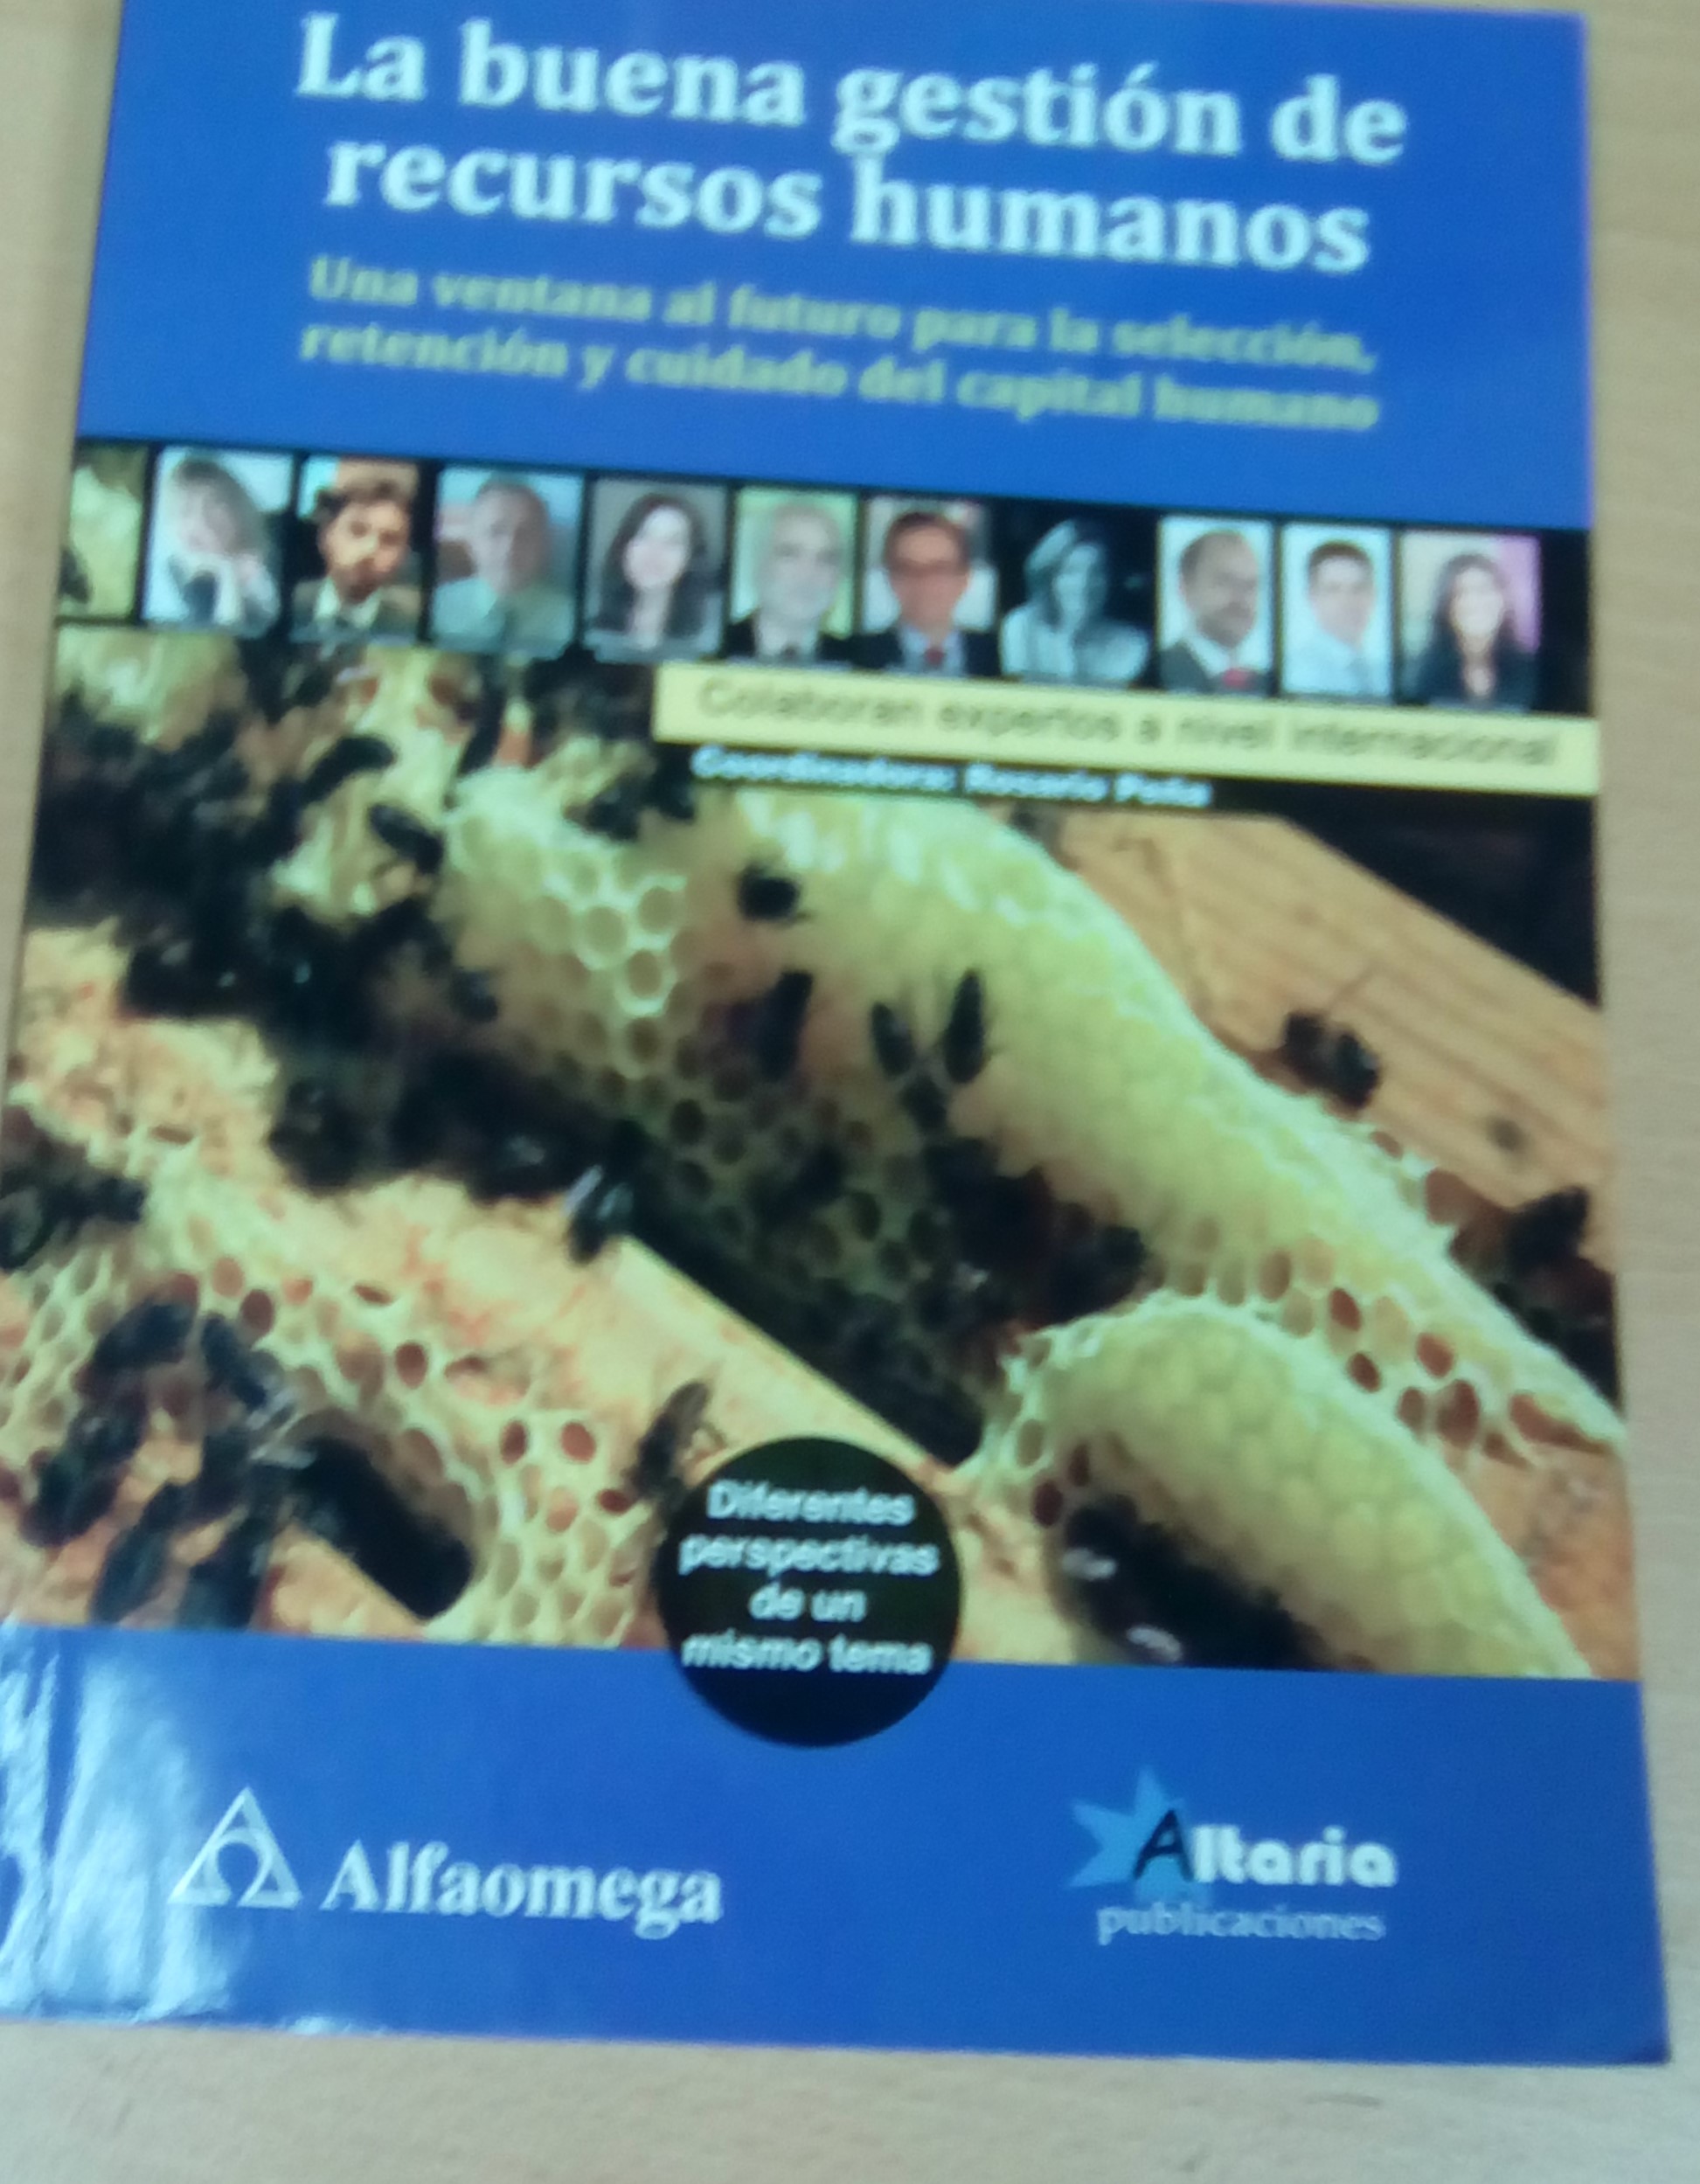 La buena gestión de
recursos humanos
Una ventana al futuro para la selección,
retención y cuidado del capital humano
Colaboran expertos a nivel internacional
Coordinadora: Rosario Peña
Diferentes
perspectivas
de un
mismo tema
Alfaomega
Altaria
publicaciones